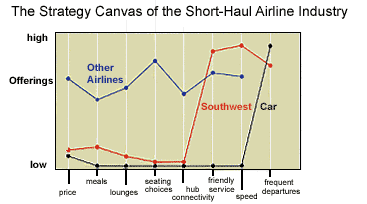 The Strategy Canvas of the Short-Haul Airline Industry
high
Other
Airlines
Offerings
Southwest
Car
low
price
meals
lounges
seating
choices
hub
connectivity
friendly
service
speed
frequent
departures